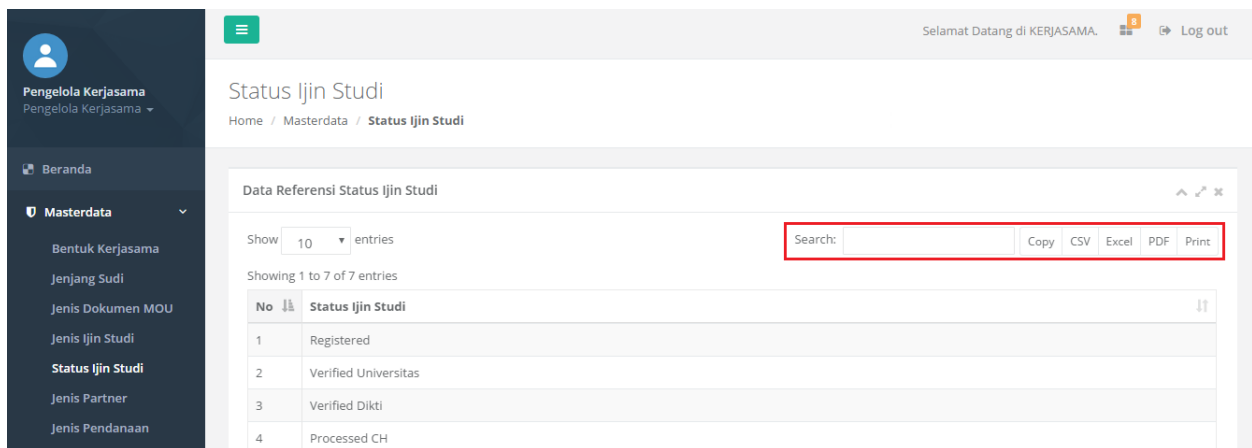 Selamat Datang di KERJASAMA. 8 Log out
Pengelola Kerjasama
Pengelola Kerjasama
Status Ijin Studi
Home / Masterdata / Status Ijin Studi
Beranda
Masterdata
Bentuk Kerjasama
Jenjang Sudi
Jenis Dokumen MOU
Jenis Ijin Studi
Status Ijin Studi
Jenis Partner
Jenis Pendanaan
Data Referensi Status Ijin Studi
Show 10 entries
Search: Copy CSV Excel PDF Print
Showing 1 to 7 of 7 entries
No Status Ijin Studi
1 Registered
2 Verified Universitas
3 Verified Dikti
4 Processed CH